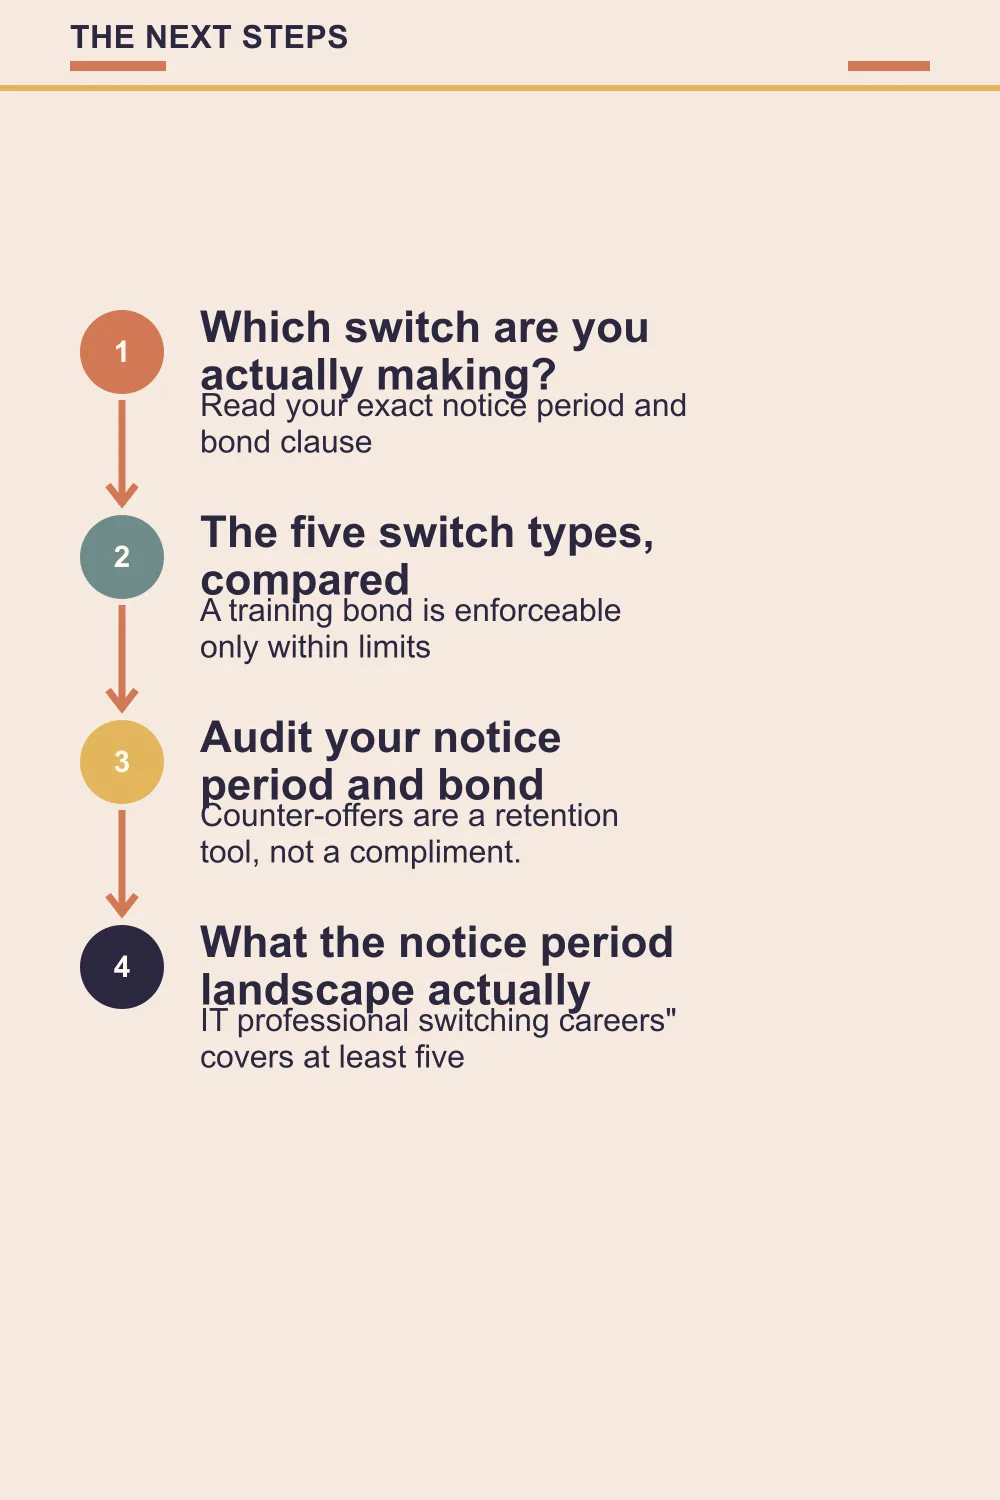 THE NEXT STEPS
1
Which switch are you
actually making?
Read your exact notice period and
bond clause
2
The five switch types,
compared
A training bond is enforceable
only within limits
3
Audit your notice
period and bond
Counter-offers are a retention
tool, not a compliment.
4
What the notice period
landscape actually
IT professional switching careers"
covers at least five